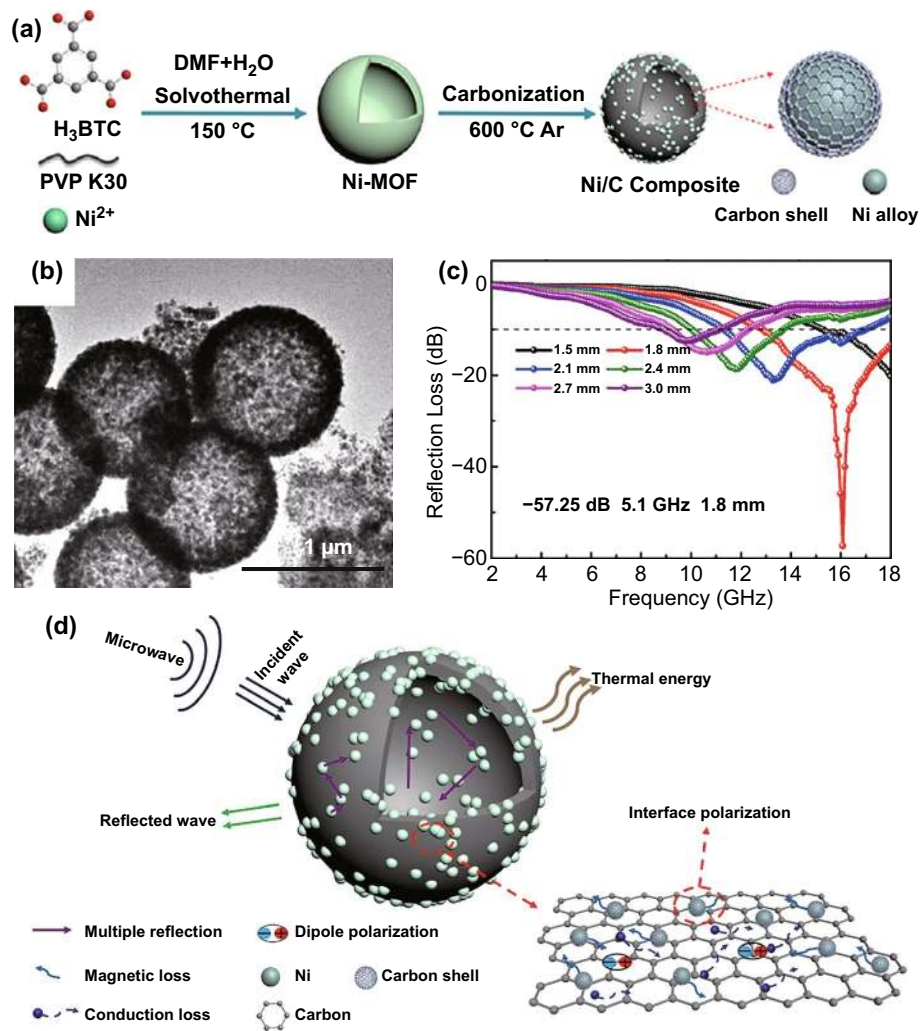 (a)
DMF+H₂O
Solvothermal
150 °C
Carbonization
600 °C Ar
H₃BTC
PVP K30
Ni²⁺
Ni-MOF
Ni/C Composite
Carbon shell
Ni alloy
(b)
1 μm
(c)
0
−20
−40
−60
Reflection Loss (dB)
1.5 mm 1.8 mm
2.1 mm 2.4 mm
2.7 mm 3.0 mm
−57.25 dB 5.1 GHz 1.8 mm
2 4 6 8 10 12 14 16 18
Frequency (GHz)
(d)
Microwave
Incident
wave
Thermal energy
Reflected wave
Interface polarization
Multiple reflection
Dipole polarization
Magnetic loss
Ni
Carbon shell
Conduction loss
Carbon